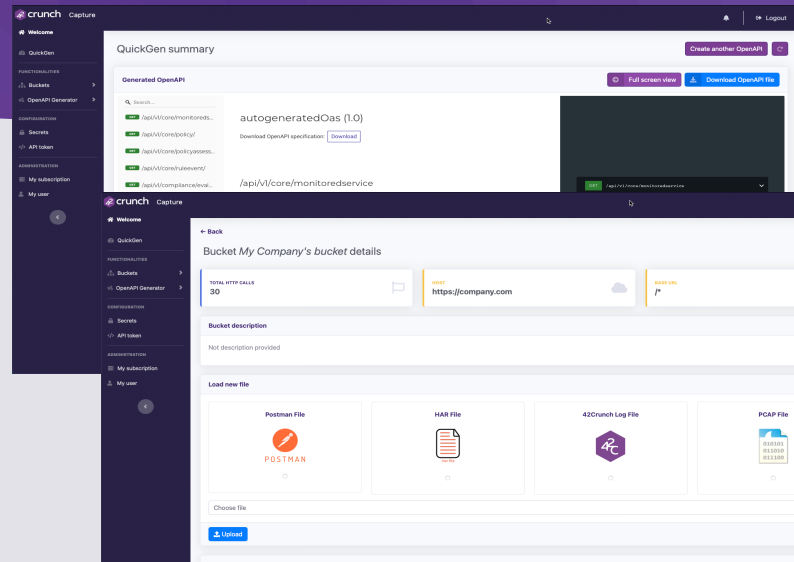 crunch Capture
Logout
Welcome
QuickGen
FUNCTIONALITIES
Buckets
OpenAPI Generator
CONFIGURATION
Secrets
API token
ADMINISTRATION
My subscription
My user
QuickGen summary
Create another OpenAPI
Generated OpenAPI
Full screen view
Download OpenAPI file
Search...
GET /api/v1/core/monitoreds...
GET /api/v1/core/policy/
GET /api/v1/core/policyassess...
GET /api/v1/core/ruleevent/
GET /api/v1/compliance/eval...
autogeneratedOas (1.0)
Download OpenAPI specification: Download
/api/v1/core/monitoredservice
GET /api/v1/core/monitoredservice
crunch Capture
Welcome
QuickGen
FUNCTIONALITIES
Buckets
OpenAPI Generator
CONFIGURATION
Secrets
API token
ADMINISTRATION
My subscription
My user
← Back
Bucket My Company's bucket details
TOTAL HTTP CALLS
30
HOST
https://company.com
BASE URL
/*
Bucket description
Not description provided
Load new file
Postman File
POSTMAN
HAR File
42Crunch Log File
42C
PCAP File
010101
011010
011100
Choose file
Upload